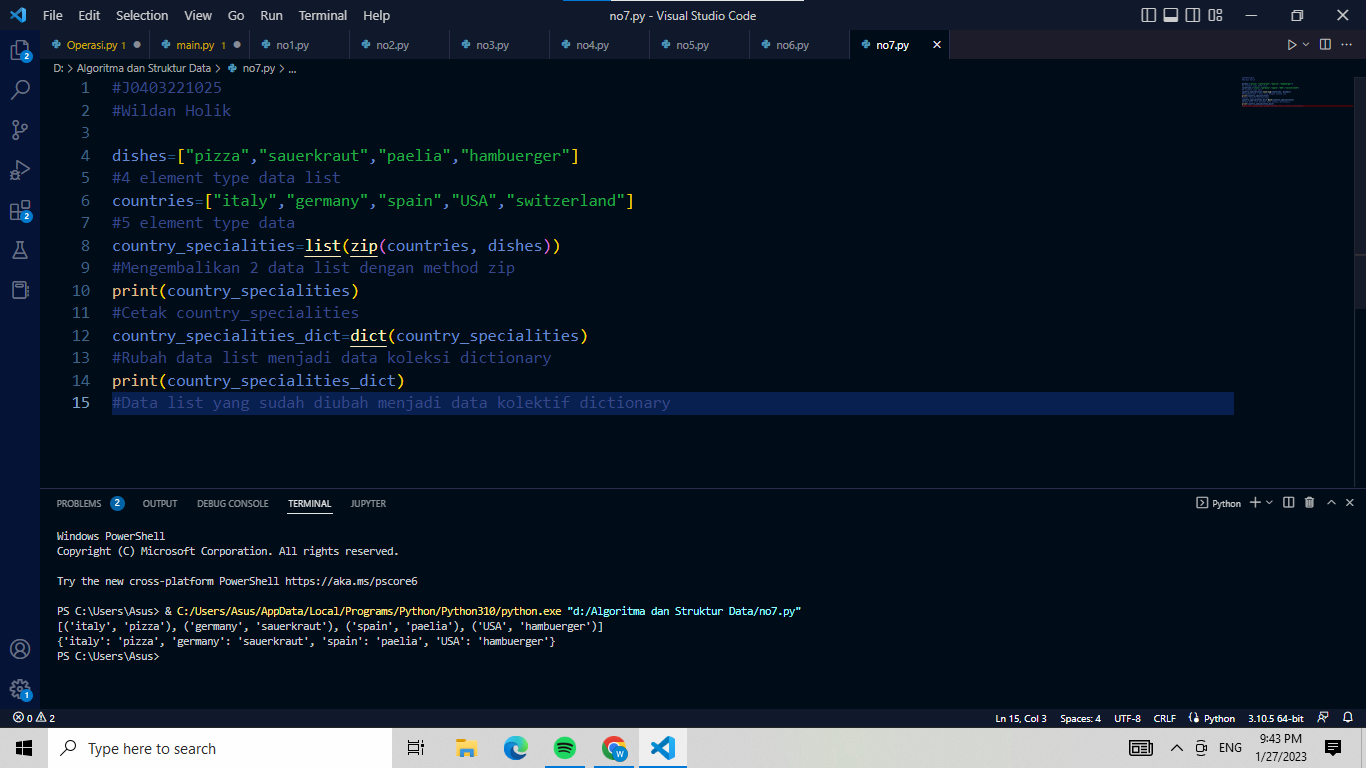 File Edit Selection View Go Run Terminal Help no7.py - Visual Studio Code
Operasi.py 1 main.py 1 no1.py no2.py no3.py no4.py no5.py no6.py no7.py
D: > Algoritma dan Struktur Data > no7.py > ...
1 #J0403221025
2 #Wildan Holik
3
4 dishes=["pizza","sauerkraut","paelia","hambuerger"]
5 #4 element type data list
6 countries=["italy","germany","spain","USA","switzerland"]
7 #5 element type data
8 country_specialities=list(zip(countries, dishes))
9 #Mengembalikan 2 data list dengan method zip
10 print(country_specialities)
11 #Cetak country_specialities
12 country_specialities_dict=dict(country_specialities)
13 #Rubah data list menjadi data koleksi dictionary
14 print(country_specialities_dict)
15 #Data list yang sudah diubah menjadi data kolektif dictionary
2
2
PROBLEMS 2 OUTPUT DEBUG CONSOLE TERMINAL JUPYTER Python
Windows PowerShell
Copyright (C) Microsoft Corporation. All rights reserved.
Try the new cross-platform PowerShell https://aka.ms/pscore6
PS C:\Users\Asus> & C:/Users/Asus/AppData/Local/Programs/Python/Python310/python.exe "d:/Algoritma dan Struktur Data/no7.py"
[('italy', 'pizza'), ('germany', 'sauerkraut'), ('spain', 'paelia'), ('USA', 'hambuerger')]
{'italy': 'pizza', 'germany': 'sauerkraut', 'spain': 'paelia', 'USA': 'hambuerger'}
PS C:\Users\Asus>
1
0 2 Ln 15, Col 3 Spaces: 4 UTF-8 CRLF Python 3.10.5 64-bit
Type here to search W ENG 9:43 PM
1/27/2023